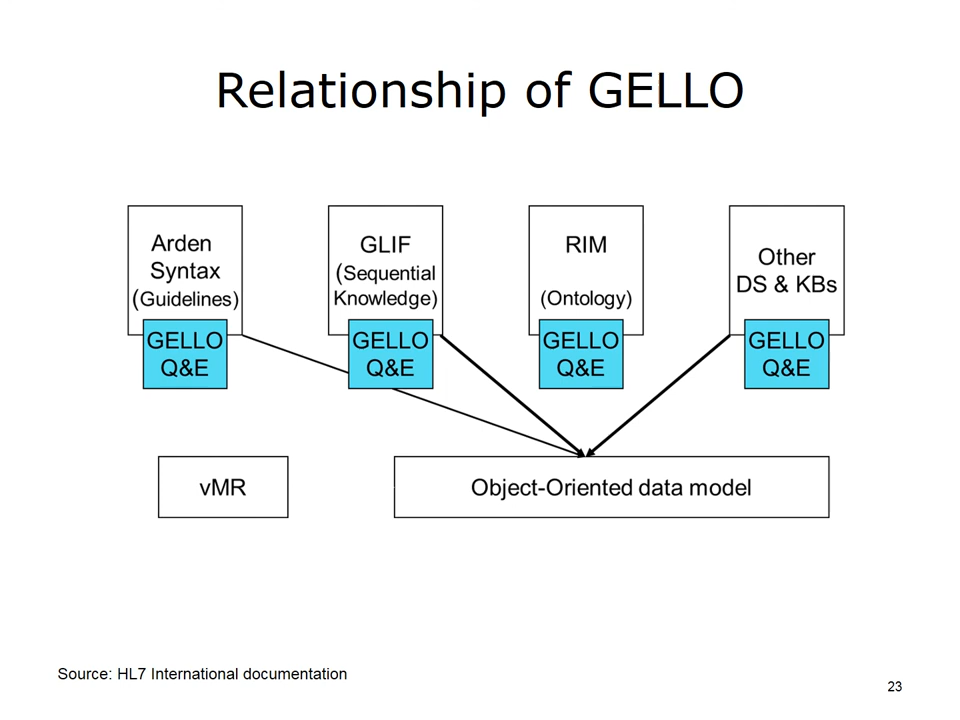 Relationship of GELLO
Arden
Syntax
(Guidelines)
GELLO
Q&E
GLIF
(Sequential
Knowledge)
GELLO
Q&E
RIM
(Ontology)
GELLO
Q&E
Other
DS & KBs
GELLO
Q&E
vMR
Object-Oriented data model
Source: HL7 International documentation
23